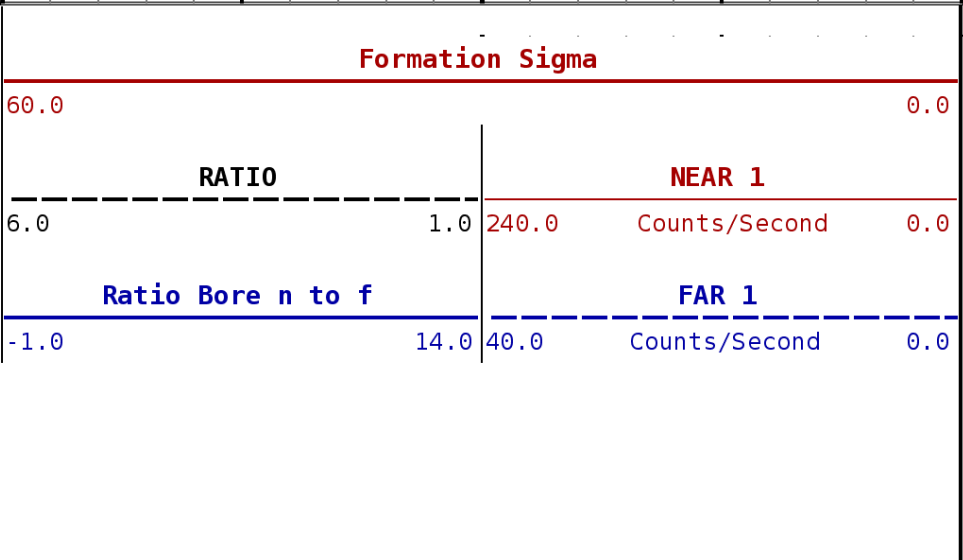 Formation Sigma
60.0 0.0
RATIO NEAR 1
6.0 1.0 240.0 Counts/Second 0.0
Ratio Bore n to f FAR 1
-1.0 14.0 40.0 Counts/Second 0.0